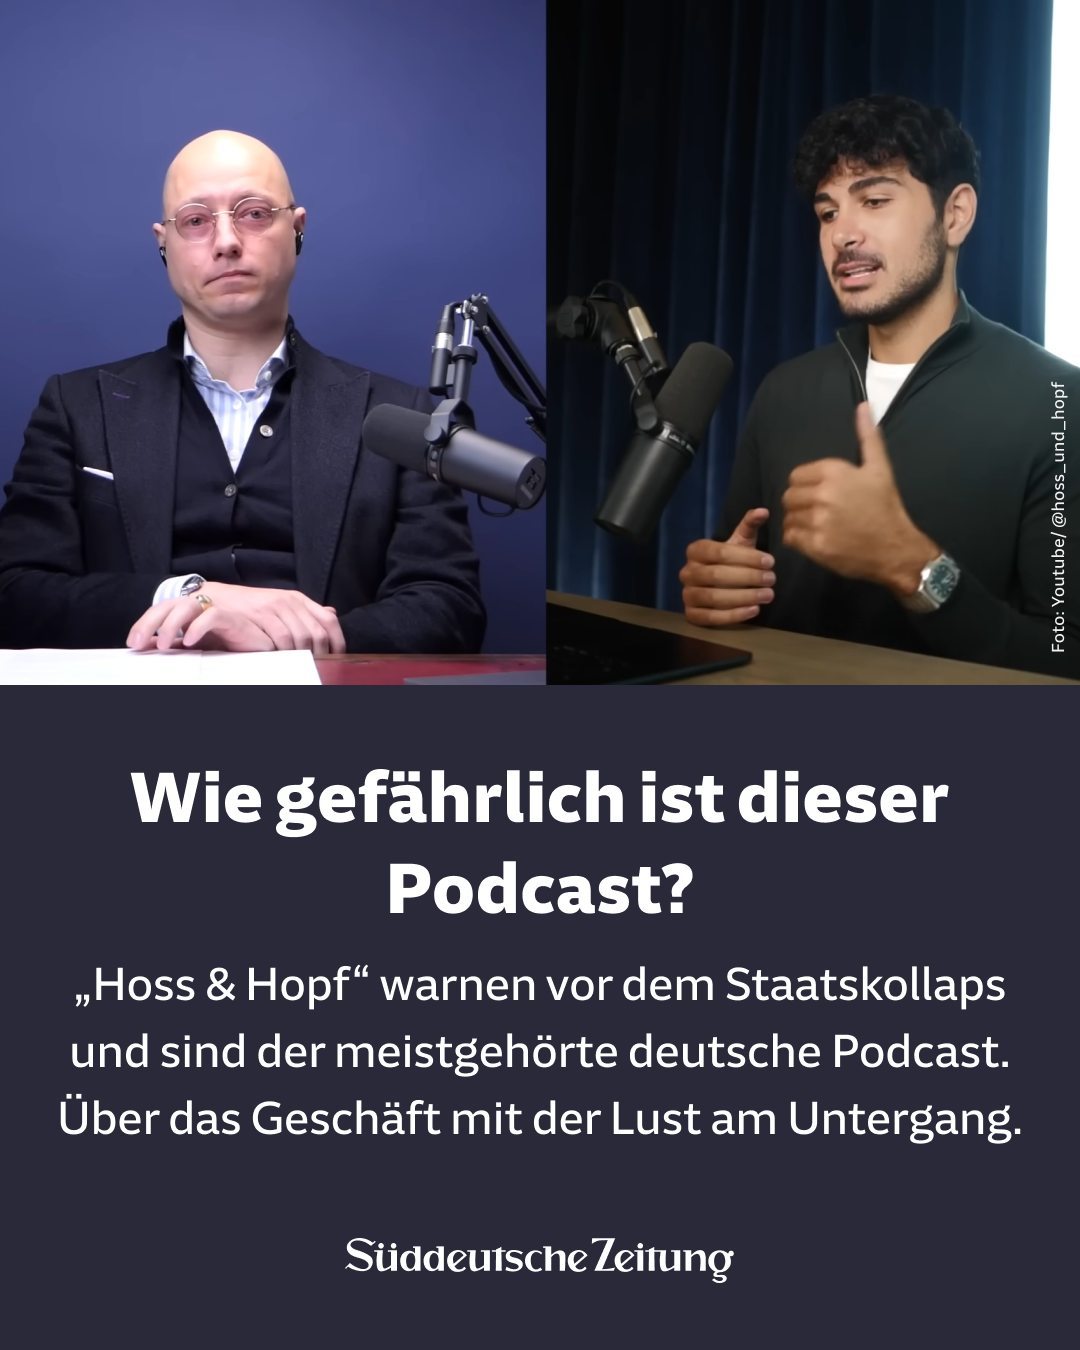 Foto: Youtube/ @hoss_und_hopf
Wie gefährlich ist dieser
Podcast?
„Hoss & Hopf“ warnen vor dem Staatskollaps
und sind der meistgehörte deutsche Podcast.
Über das Geschäft mit der Lust am Untergang.
Süddeutsche Zeitung